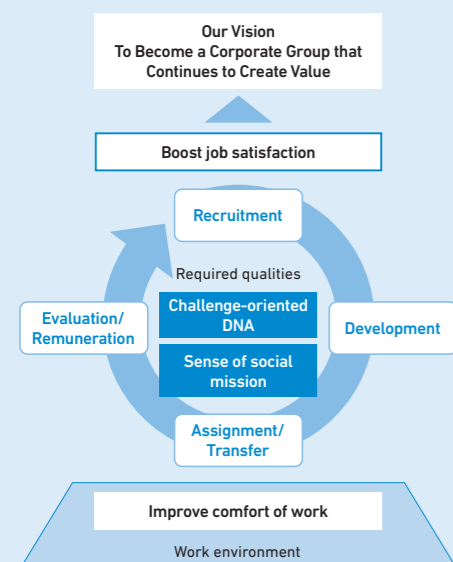 Our Vision
To Become a Corporate Group that
Continues to Create Value
Boost job satisfaction
Recruitment
Required qualities
Challenge-oriented
DNA
Evaluation/
Remuneration
Development
Sense of social
mission
Assignment/
Transfer
Improve comfort of work
Work environment